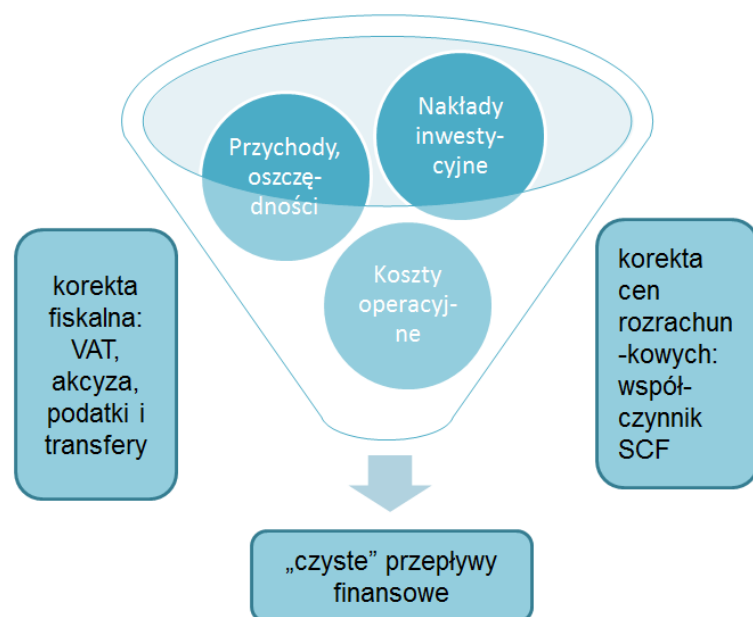 Nakłady
inwesty-
cyjne
Przychody,
oszczę-
dności
Koszty
operacyj-
ne
korekta
fiskalna:
VAT,
akcyza,
podatki i
transfery
korekta
cen
rozrachun
-kowych:
współ-
czynnik
SCF
„czyste” przepływy
finansowe